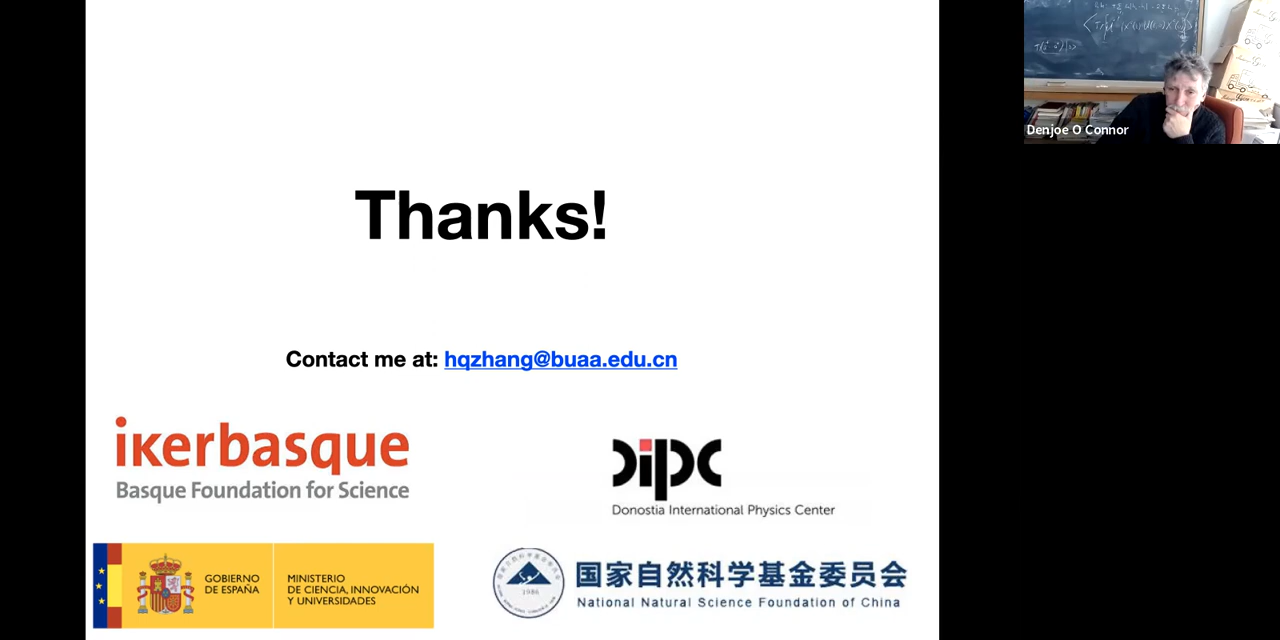 Thanks!
Contact me at: hqzhang@buaa.edu.cn
ikerbasque
Basque Foundation for Science
dipc
Donostia International Physics Center
GOBIERNO
DE ESPAÑA
MINISTERIO
DE CIENCIA, INNOVACIÓN
Y UNIVERSIDADES
1986
国家自然科学基金委员会
National Natural Science Foundation of China
Denjoe O Connor